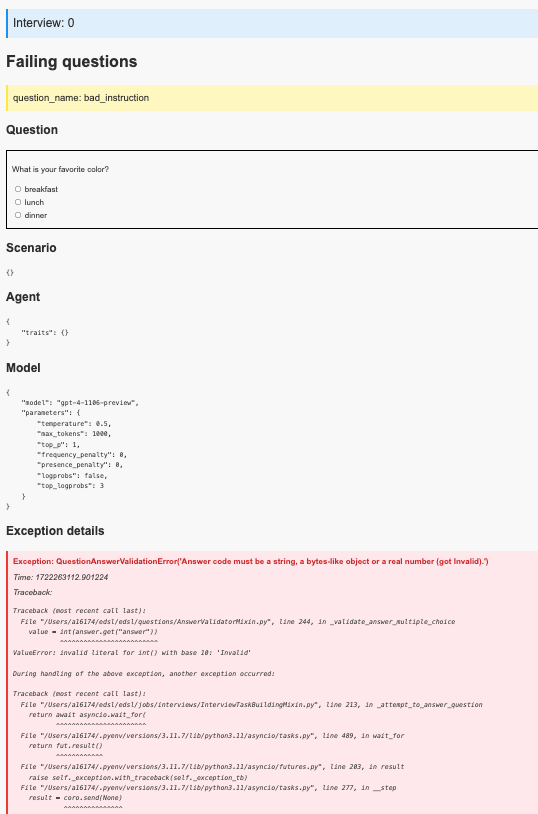 Interview: 0
Failing questions
question_name: bad_instruction
Question
What is your favorite color?
breakfast
lunch
dinner
Scenario
{}
Agent
{
    "traits": {}
}
Model
{
    "model": "gpt-4-1106-preview",
    "parameters": {
        "temperature": 0.5,
        "max_tokens": 1000,
        "top_p": 1,
        "frequency_penalty": 0,
        "presence_penalty": 0,
        "logprobs": false,
        "top_logprobs": 3
    }
}
Exception details
Exception: QuestionAnswerValidationError('Answer code must be a string, a bytes-like object or a real number (got Invalid).')
Time: 1722263112.901224
Traceback:
Traceback (most recent call last):
  File "/Users/a16174/edsl/edsl/questions/AnswerValidatorMixin.py", line 244, in _validate_answer_multiple_choice
    value = int(answer.get("answer"))
            ^^^^^^^^^^^^^^^^^^^^^^^^^
ValueError: invalid literal for int() with base 10: 'Invalid'
During handling of the above exception, another exception occurred:
Traceback (most recent call last):
  File "/Users/a16174/edsl/edsl/jobs/interviews/InterviewTaskBuildingMixin.py", line 213, in _attempt_to_answer_question
    return await asyncio.wait_for(
           ^^^^^^^^^^^^^^^^^^^^^^^
  File "/Users/a16174/.pyenv/versions/3.11.7/lib/python3.11/asyncio/tasks.py", line 489, in wait_for
    return fut.result()
           ^^^^^^^^^^^^
  File "/Users/a16174/.pyenv/versions/3.11.7/lib/python3.11/asyncio/futures.py", line 203, in result
    raise self._exception.with_traceback(self._exception_tb)
  File "/Users/a16174/.pyenv/versions/3.11.7/lib/python3.11/asyncio/tasks.py", line 277, in __step
    result = coro.send(None)
             ^^^^^^^^^^^^^^^